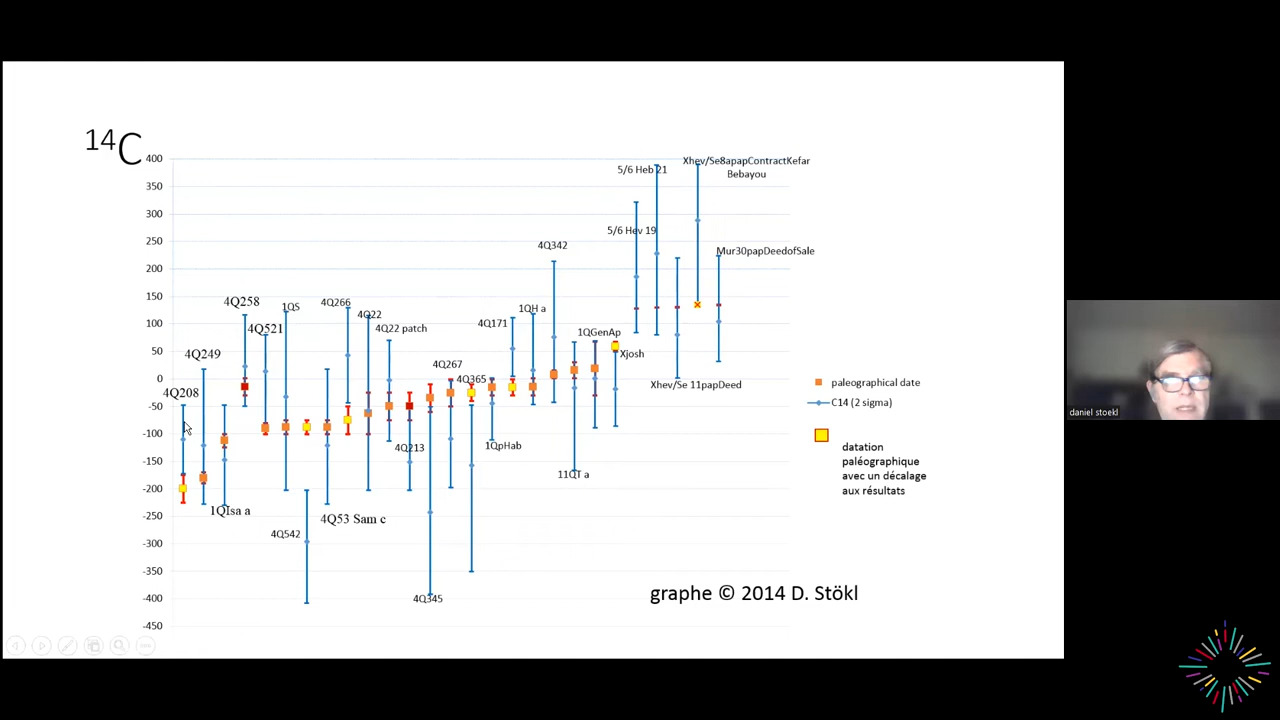 14C
400
350
300
250
200
150
100
50
0
-50
-100
-150
-200
-250
-300
-350
-400
-450
4Q208
4Q249
1QIsa a
4Q258
4Q521
1QS
4Q542
4Q53 Sam c
4Q266
4Q22
4Q22 patch
4Q213
4Q345
4Q267
4Q365
1QpHab
4Q171
1QH a
4Q342
11QT a
1QGenAp
Xjosh
5/6 Hev 19
5/6 Heb 21
Xhev/Se 11papDeed
Xhev/Se8apapContractKefar
Bebayou
Mur30papDeedofSale
paleographical date
C14 (2 sigma)
datation
paléographique
avec un décalage
aux résultats
graphe © 2014 D. Stökl
daniel stoekl